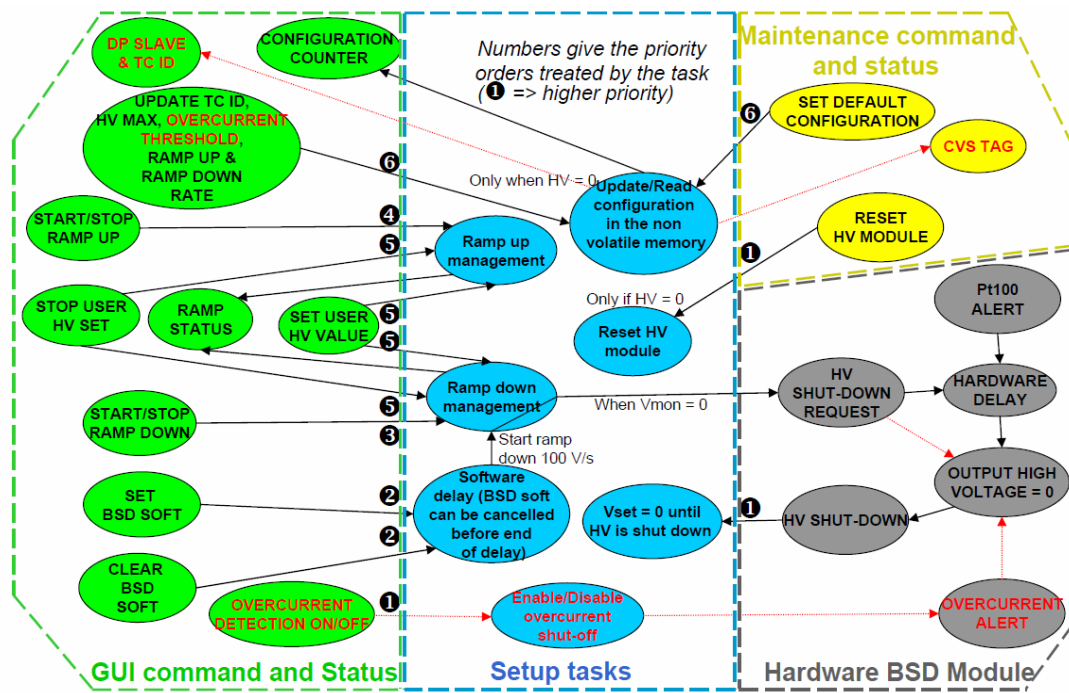 DP SLAVE
& TC ID
CONFIGURATION
COUNTER
Numbers give the priority
orders treated by the task
(❶ => higher priority)
Maintenance command
and status
UPDATE TC ID,
HV MAX, OVERCURRENT
THRESHOLD,
RAMP UP &
RAMP DOWN
RATE
❻
SET DEFAULT
CONFIGURATION
CVS TAG
❻
Only when HV = 0
Update/Read
configuration
in the non
volatile memory
START/STOP
RAMP UP
❹
❺
Ramp up
management
❶
RESET
HV MODULE
STOP USER
HV SET
RAMP
STATUS
SET USER
HV VALUE
❺
❺
Only if HV = 0
Reset HV
module
Pt100
ALERT
Ramp down
management
When Vmon = 0
HV
SHUT-DOWN
REQUEST
HARDWARE
DELAY
START/STOP
RAMP DOWN
❺
❸
Start ramp
down 100 V/s
SET
BSD SOFT
❷
Software
delay (BSD soft
can be cancelled
before end
of delay)
Vset = 0 until
HV is shut down
❶
HV SHUT-DOWN
OUTPUT HIGH
VOLTAGE = 0
CLEAR
BSD
SOFT
❷
OVERCURRENT
DETECTION ON/OFF
❶
Enable/Disable
overcurrent
shut-off
OVERCURRENT
ALERT
GUI command and Status
Setup tasks
Hardware BSD Module